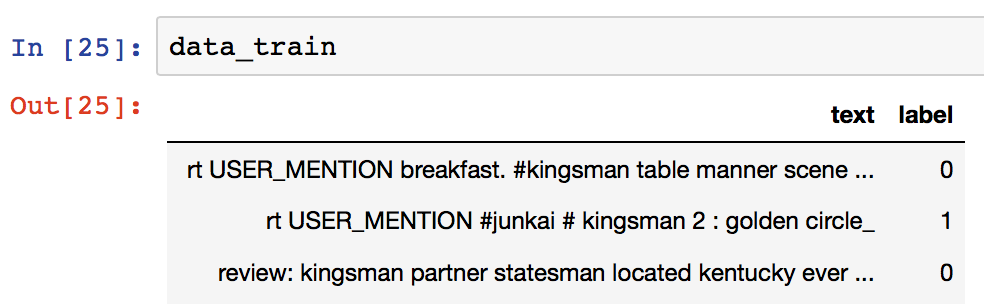 In [25]: data_train
Out[25]:
text label
rt USER_MENTION breakfast. #kingsman table manner scene ... 0
rt USER_MENTION #junkai # kingsman 2 : golden circle_ 1
review: kingsman partner statesman located kentucky ever ... 0